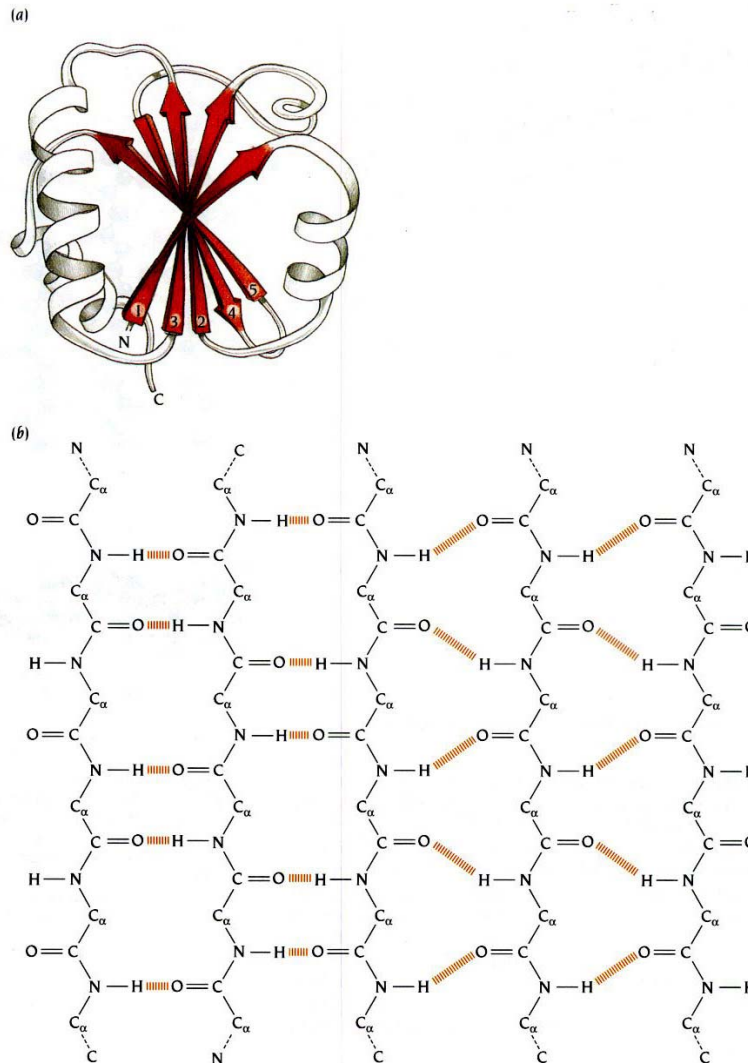 (a)
5
1 3 2 4
N
C
(b)
N C N N N
Cα Cα Cα Cα Cα
O=C N—H O=C O=C O=C
N—H O=C N—H N—H N—H
Cα Cα Cα Cα Cα
C=O H—N C=O C=O C=O
H—N C=O H—N H—N H—N
Cα Cα Cα Cα Cα
O=C N—H O=C O=C O=C
N—H O=C N—H N—H N—H
Cα Cα Cα Cα Cα
C=O H—N C=O C=O C=O
H—N C=O H—N H—N H—N
Cα Cα Cα Cα Cα
O=C N—H O=C O=C O=C
N—H O=C N—H N—H N—H
Cα Cα Cα Cα Cα
C N C C C